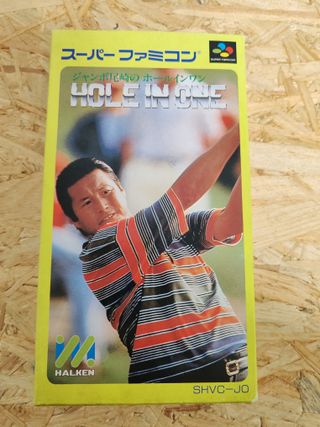 スーパーファミコン®
SUPER FAMICOM
ジャンボ尾崎の ホールインワン
HOLE IN ONE
HALKEN
SHVC-JO